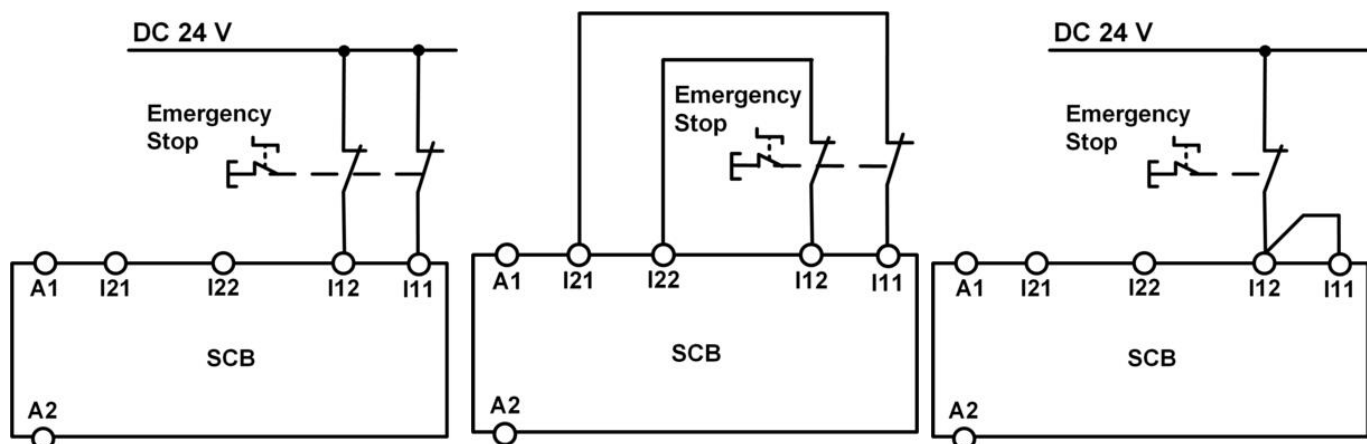 DC 24 V
Emergency
Stop
A1
I21
I22
I12
I11
SCB
A2
Emergency
Stop
A1
I21
I22
I12
I11
SCB
A2
DC 24 V
Emergency
Stop
A1
I21
I22
I12
I11
SCB
A2